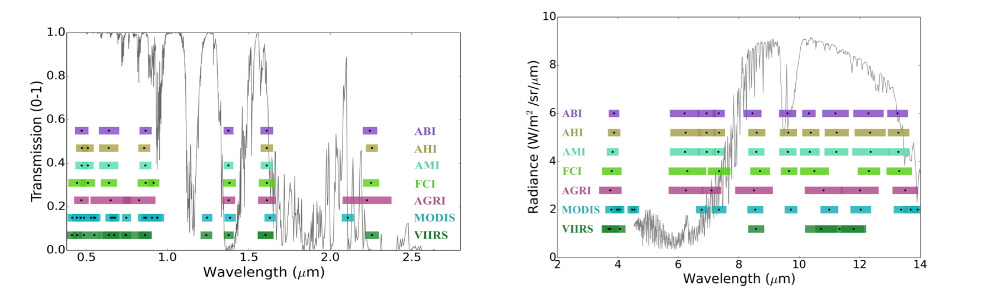 1.0
0.8
0.6
0.4
0.2
0.0
Transmission (0-1)
ABI
AHI
AMI
FCI
AGRI
MODIS
VIIRS
0.5 1.0 1.5 2.0 2.5
Wavelength (μm)
10
8
6
4
2
0
Radiance (W/m² /sr/μm)
ABI
AHI
AMI
FCI
AGRI
MODIS
VIIRS
2 4 6 8 10 12 14
Wavelength (μm)